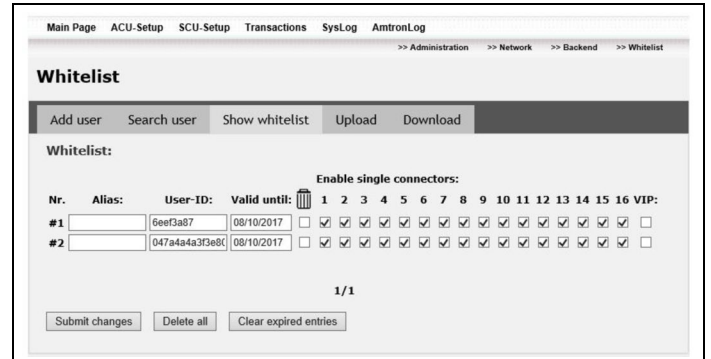 Main Page ACU-Setup SCU-Setup Transactions SysLog AmtronLog
>> Administration >> Network >> Backend >> Whitelist
Whitelist
Add user Search user Show whitelist Upload Download
Whitelist:
Enable single connectors:
Nr. Alias: User-ID: Valid until: 1 2 3 4 5 6 7 8 9 10 11 12 13 14 15 16 VIP:
#1 6eef3a87 08/10/2017
#2 047a4a4a3f3e80 08/10/2017
1/1
Submit changes Delete all Clear expired entries